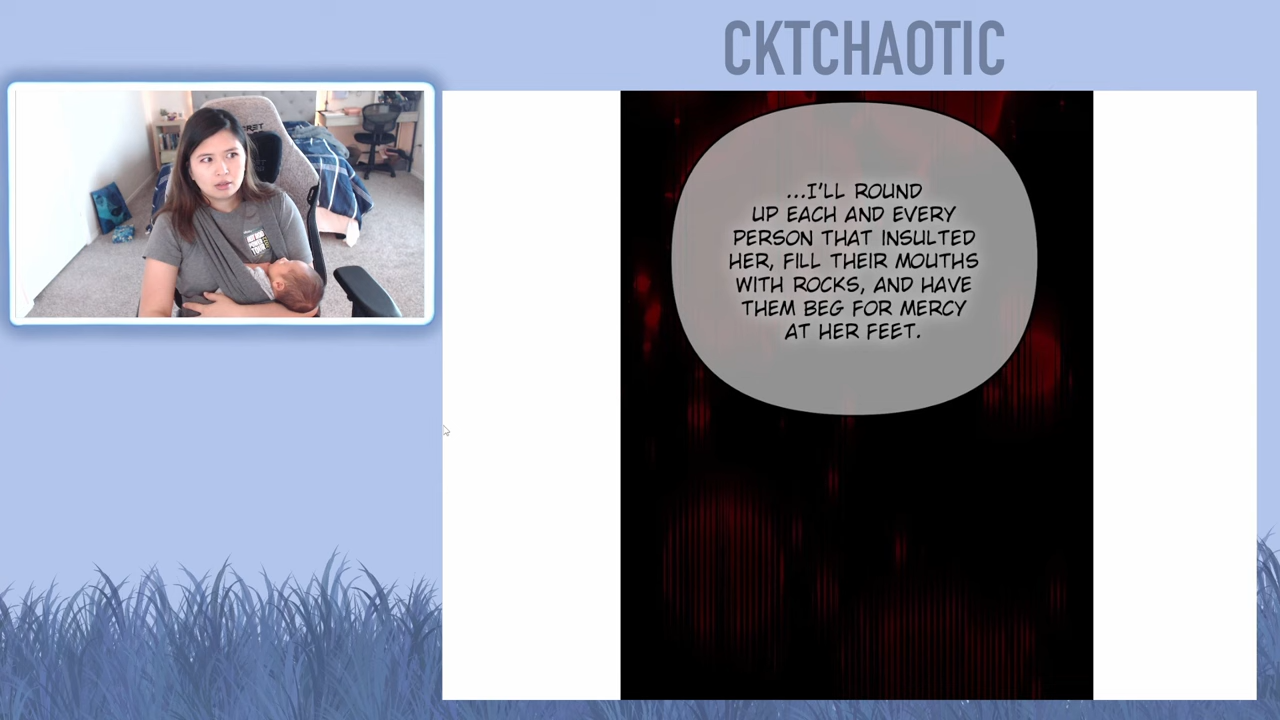 CKTCHAOTIC
...I'LL ROUND
UP EACH AND EVERY
PERSON THAT INSULTED
HER, FILL THEIR MOUTHS
WITH ROCKS, AND HAVE
THEM BEG FOR MERCY
AT HER FEET.